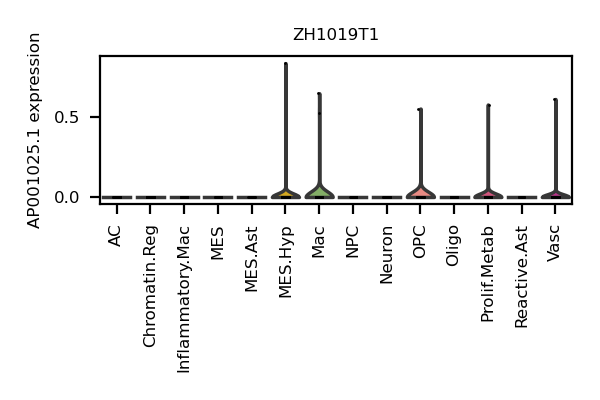 ZH1019T1
AP001025.1 expression
0.5
0.0
AC
Chromatin.Reg
Inflammatory.Mac
MES
MES.Ast
MES.Hyp
Mac
NPC
Neuron
OPC
Oligo
Prolif.Metab
Reactive.Ast
Vasc